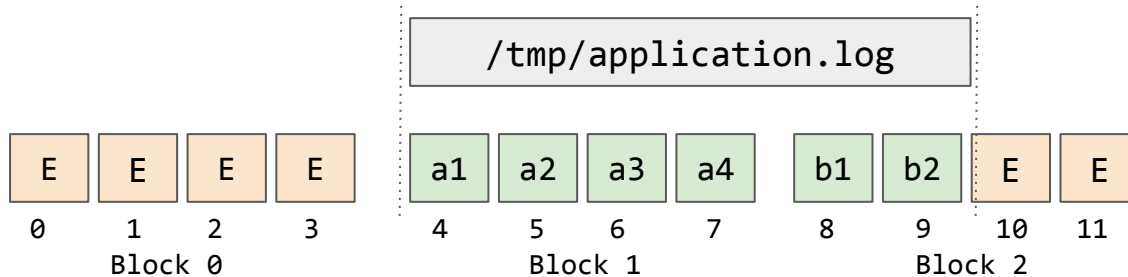 /tmp/application.log
E E E E a1 a2 a3 a4 b1 b2 E E
0 1 2 3 4 5 6 7 8 9 10 11
Block 0 Block 1 Block 2